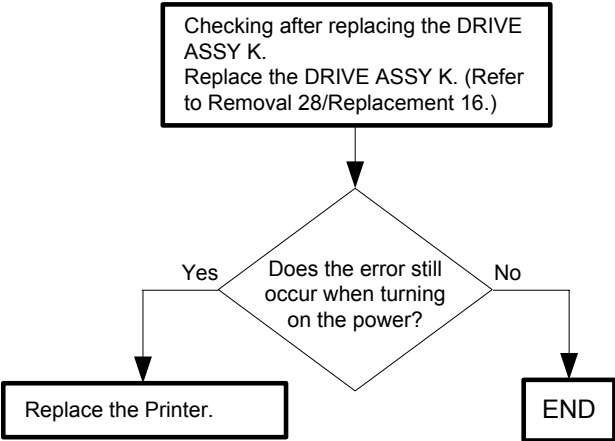 Checking after replacing the DRIVE
ASSY K.
Replace the DRIVE ASSY K. (Refer
to Removal 28/Replacement 16.)
Yes
Does the error still
occur when turning
on the power?
No
Replace the Printer.
END